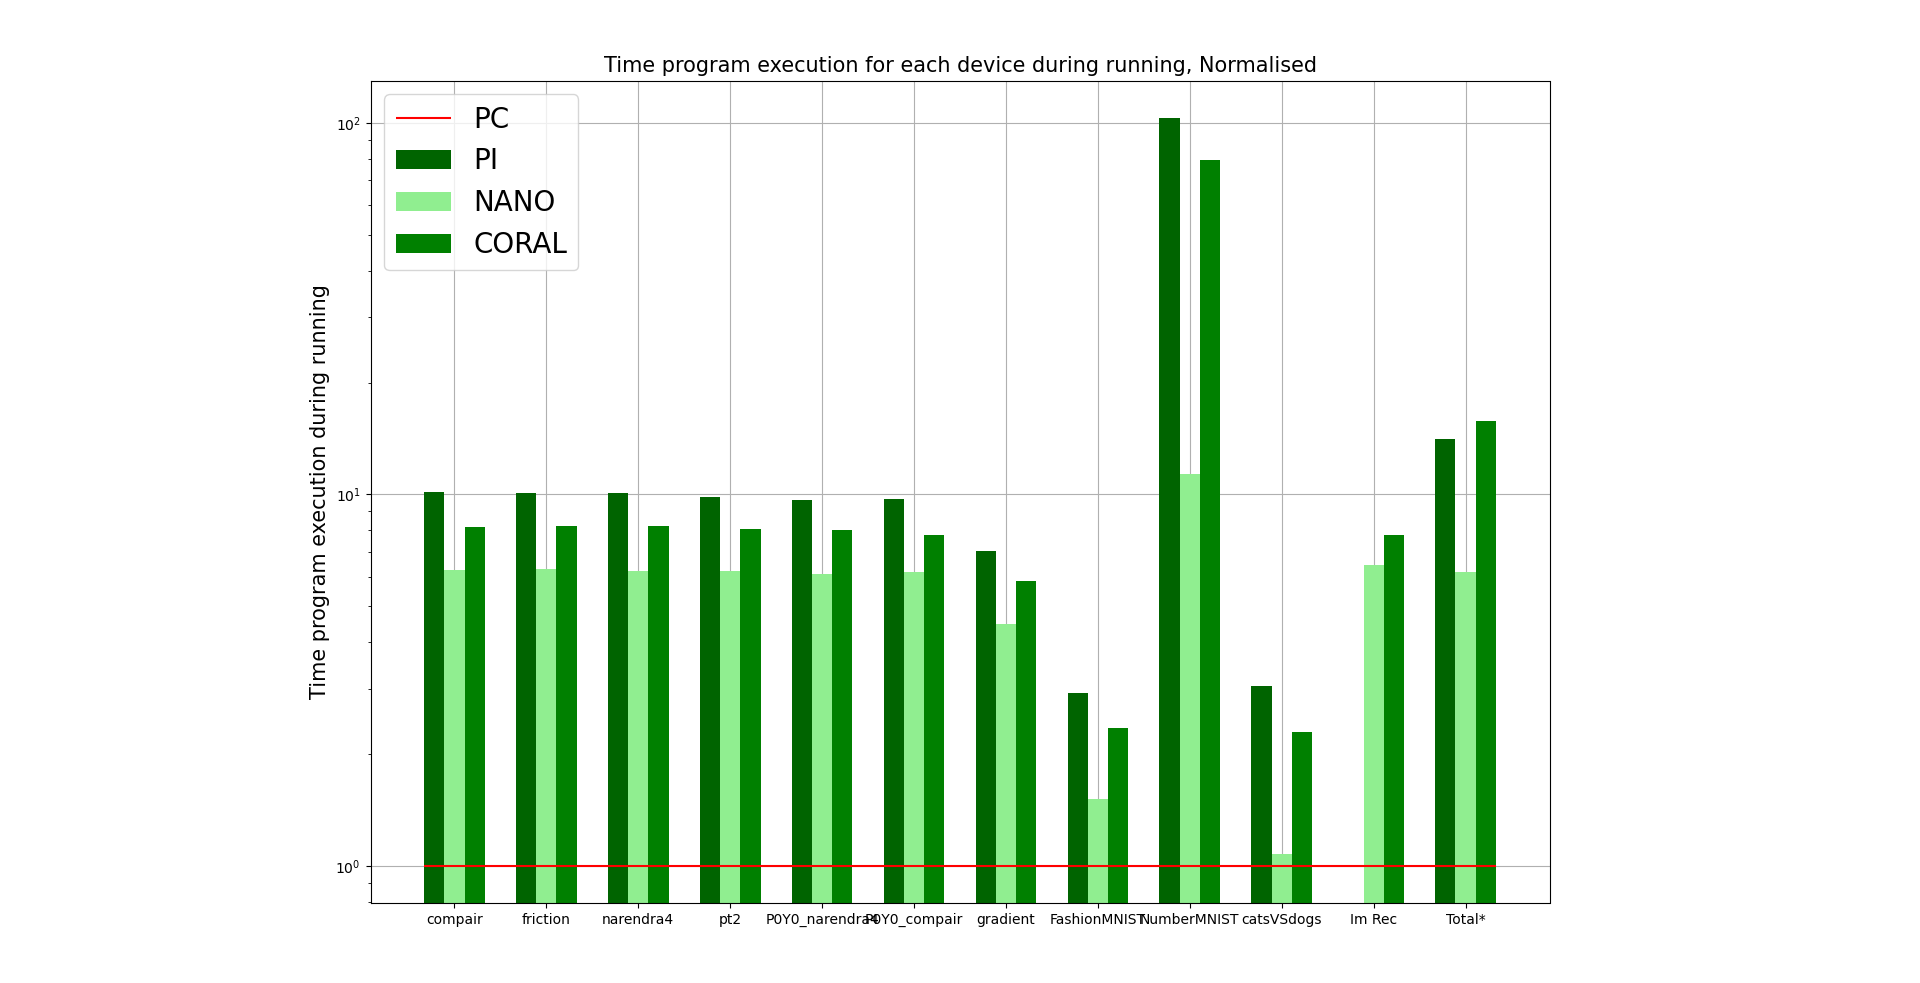 Time program execution for each device during running, Normalised
PC
PI
NANO
CORAL
Time program execution during running
10²
10¹
10⁰
compair friction narendra4 pt2 P0Y0_narendra4 P0Y0_compair gradient FashionMNIST NumberMNIST catsVSdogs Im Rec Total*